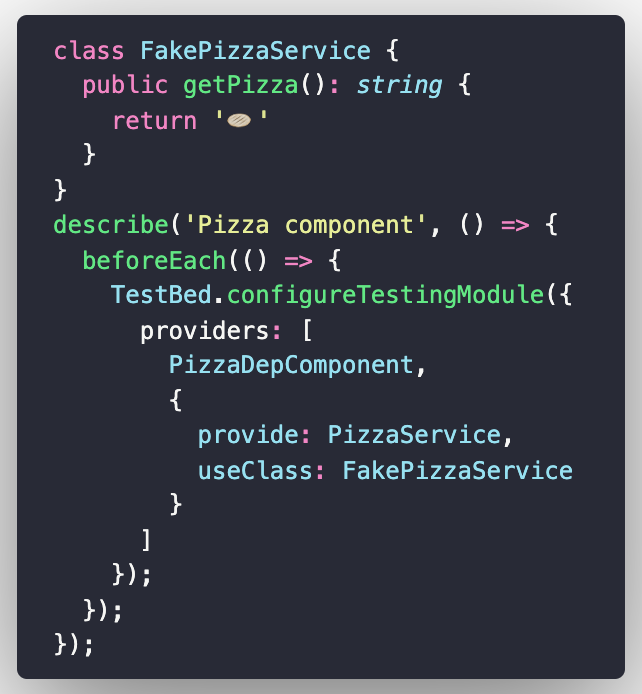 class FakePizzaService {
  public getPizza(): string {
    return '🫓 '
  }
}
describe('Pizza component', () => {
  beforeEach(() => {
    TestBed.configureTestingModule({
      providers: [
        PizzaDepComponent,
        {
          provide: PizzaService,
          useClass: FakePizzaService
        }
      ]
    });
  });
});